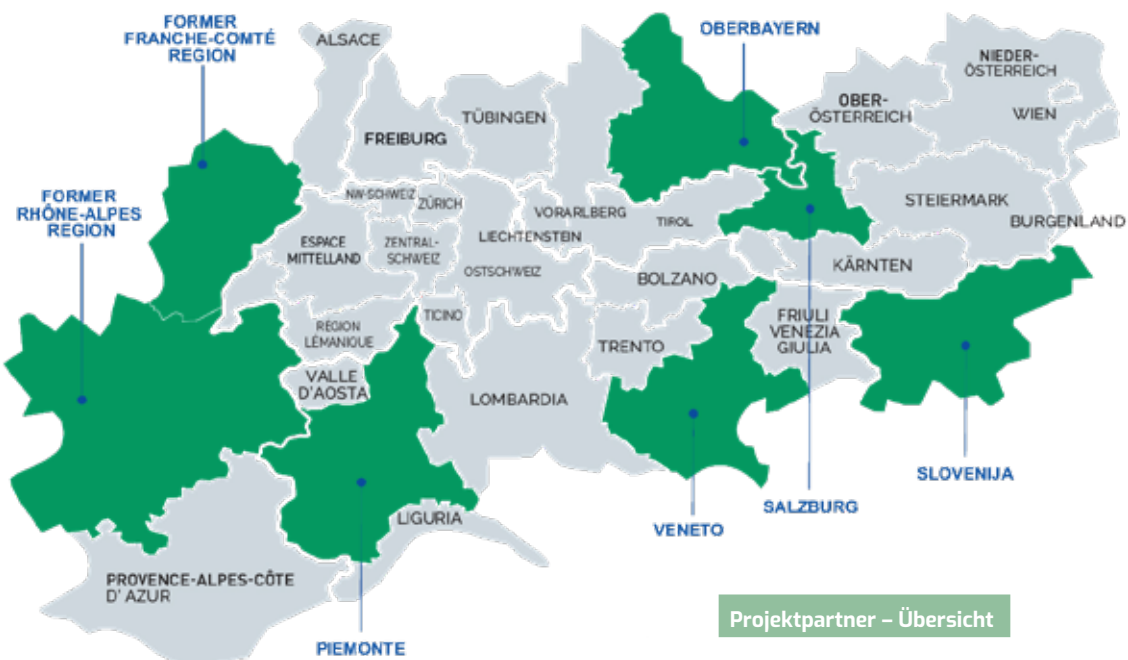 FORMER
FRANCHE-COMTÉ
REGION
ALSACE
OBERBAYERN
NIEDER-
ÖSTERREICH
WIEN
OBER-
ÖSTERREICH
TÜBINGEN
FREIBURG
FORMER
RHÔNE-ALPES
REGION
NW-SCHWEIZ
ZÜRICH
VORARLBERG
TIROL
STEIERMARK
BURGENLAND
ESPACE
MITTELLAND
ZENTRAL-
SCHWEIZ
LIECHTENSTEIN
OSTSCHWEIZ
BOLZANO
KÄRNTEN
RÉGION
LÉMANIQUE
TICINO
TRENTO
FRIULI
VENEZIA
GIULIA
VALLE
D'AOSTA
LOMBARDIA
SLOVENIJA
SALZBURG
VENETO
LIGURIA
PROVENCE-ALPES-CÔTE
D' AZUR
PIEMONTE
Projektpartner – Übersicht